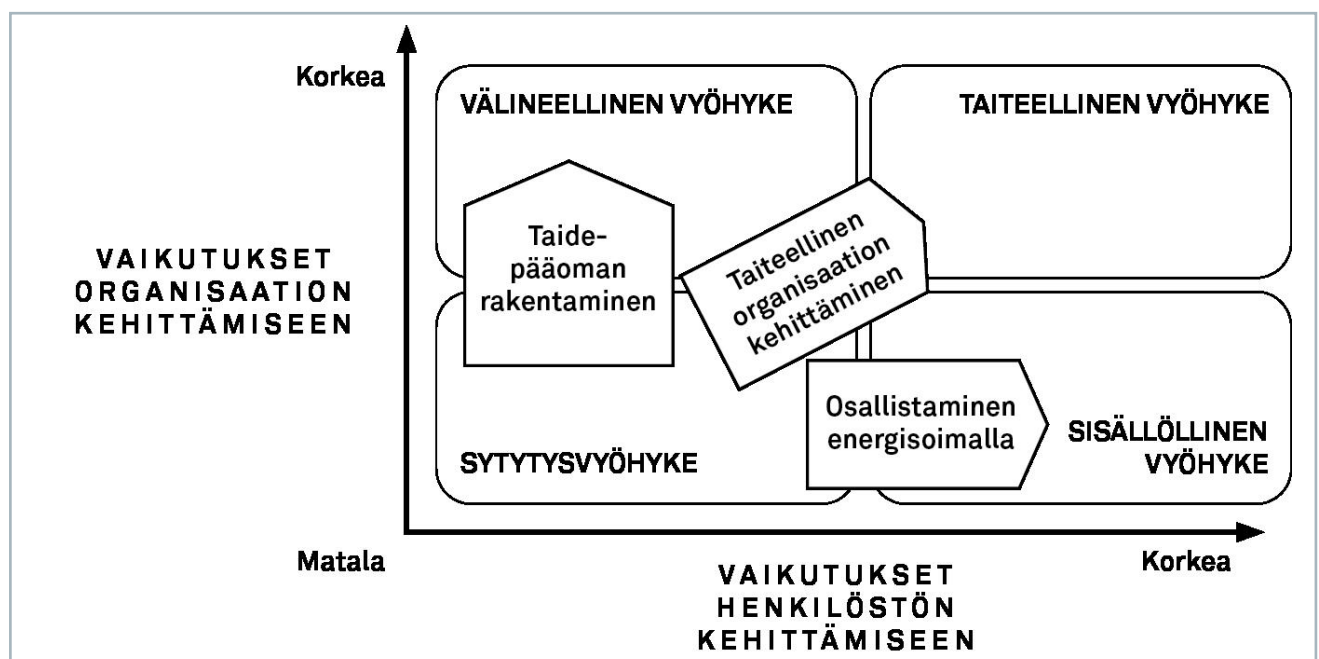 Korkea
VÄLINEELLINEN VYÖHYKE
TAITEELLINEN VYÖHYKE
VAIKUTUKSET
ORGANISAATION
KEHITTÄMISEEN
Taide-
pääoman
rakentaminen
Taiteellinen
organisaation
kehittäminen
Osallistaminen
energisoimalla
SYTYTYSVYÖHYKE
SISÄLLÖLLINEN
VYÖHYKE
Matala
Korkea
VAIKUTUKSET
HENKILÖSTÖN
KEHITTÄMISEEN